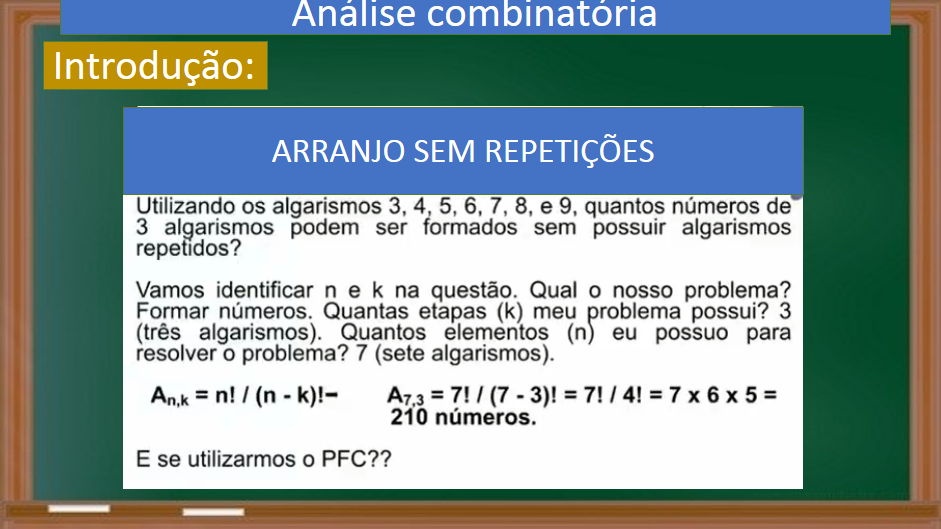 Análise combinatória
Introdução:
ARRANJO SEM REPETIÇÕES
Utilizando os algarismos 3, 4, 5, 6, 7, 8, e 9, quantos números de
3 algarismos podem ser formados sem possuir algarismos
repetidos?
Vamos identificar n e k na questão. Qual o nosso problema?
Formar números. Quantas etapas (k) meu problema possui? 3
(três algarismos). Quantos elementos (n) eu possuo para
resolver o problema? 7 (sete algarismos).
An,k = n! / (n - k)!– A7,3 = 7! / (7 - 3)! = 7! / 4! = 7 x 6 x 5 =
210 números.
E se utilizarmos o PFC??